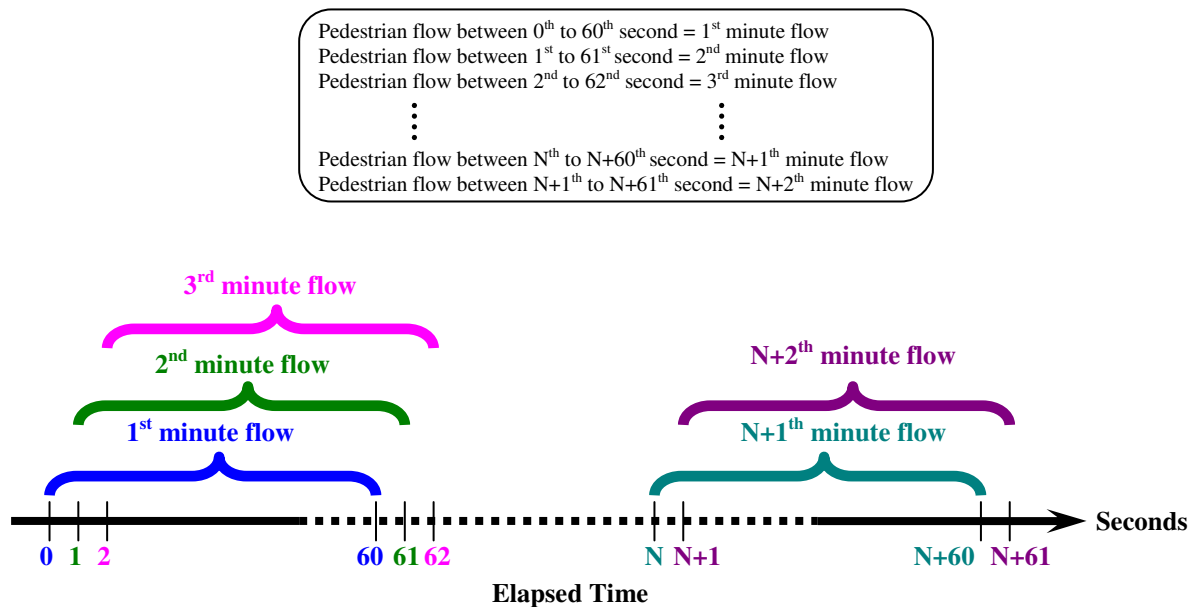 Pedestrian flow between 0th to 60th second = 1st minute flow
Pedestrian flow between 1st to 61st second = 2nd minute flow
Pedestrian flow between 2nd to 62nd second = 3rd minute flow
Pedestrian flow between Nth to N+60th second = N+1th minute flow
Pedestrian flow between N+1th to N+61th second = N+2th minute flow
3rd minute flow
2nd minute flow
N+2th minute flow
1st minute flow
N+1th minute flow
Seconds
0 1 2 60 61 62 N N+1 N+60 N+61
Elapsed Time